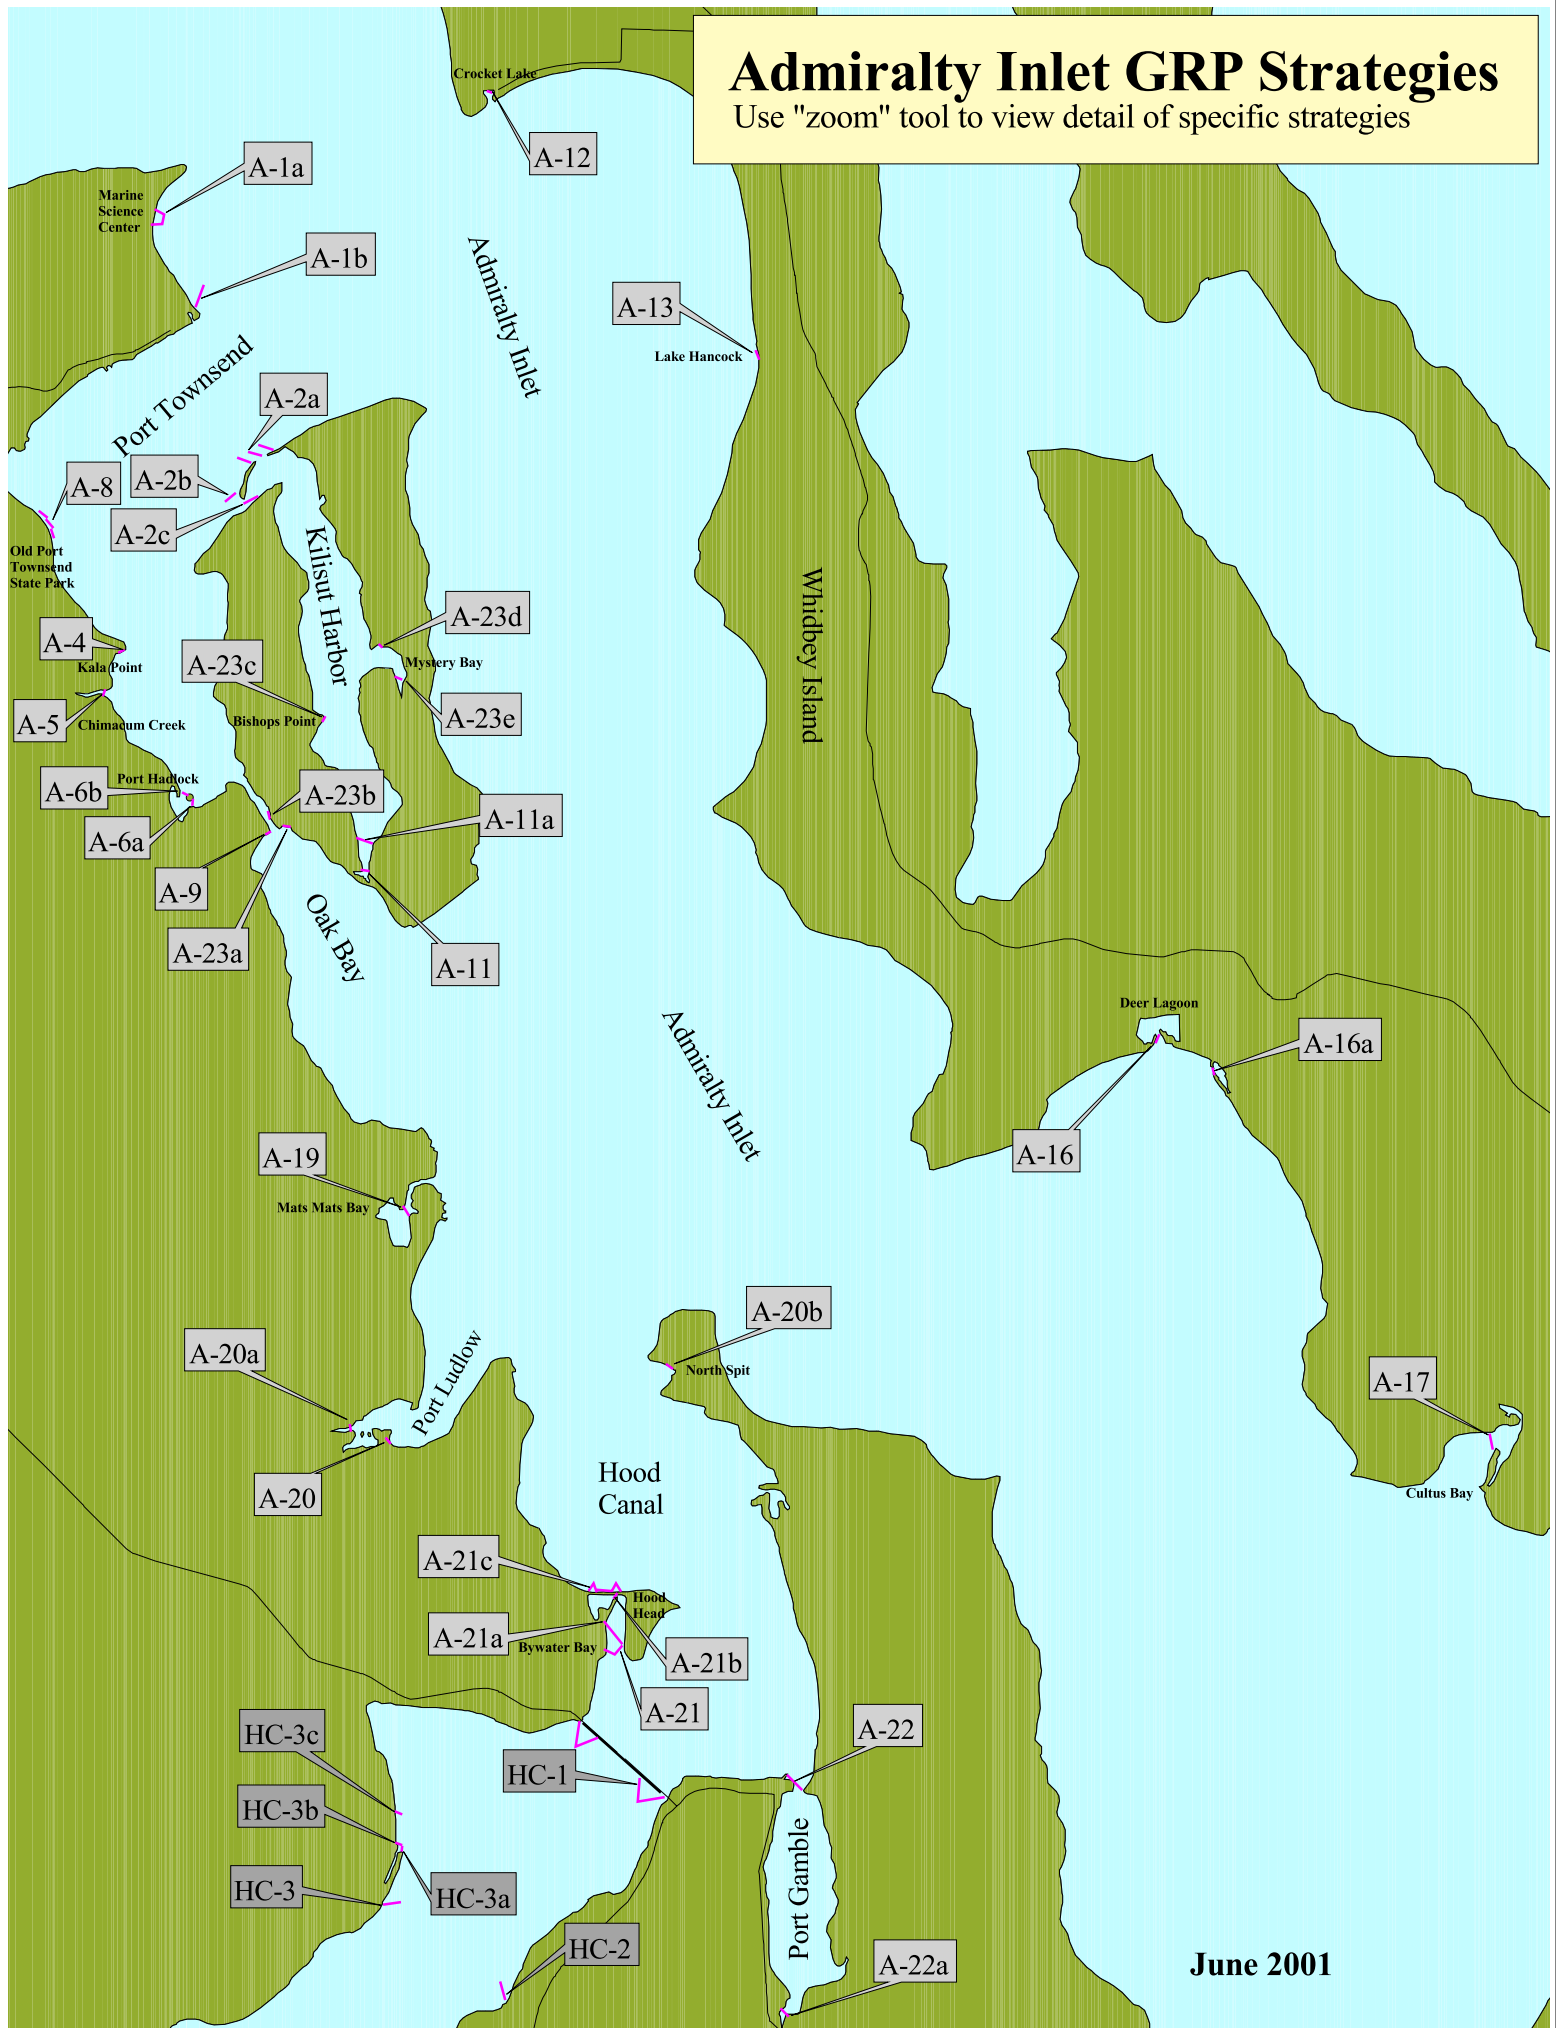 Admiralty Inlet GRP Strategies
Use "zoom" tool to view detail of specific strategies
Crocket Lake
A-12
A-1a
Marine
Science
Center
A-1b
Admiralty Inlet
A-13
Lake Hancock
Port Townsend
A-2a
A-2b
A-8
A-2c
Old Port
Townsend
State Park
Kilisut Harbor
Whidbey Island
A-23d
A-4
Kala Point
A-23c
Mystery Bay
A-5
Chimacum Creek
Bishops Point
A-23e
Port Hadlock
A-6b
A-23b
A-11a
A-6a
A-9
A-23a
Oak Bay
A-11
Admiralty Inlet
Deer Lagoon
A-16a
A-16
A-19
Mats Mats Bay
A-20b
North Spit
A-20a
Port Ludlow
A-17
A-20
Hood
Canal
Cultus Bay
A-21c
Hood
Head
A-21a
Bywater Bay
A-21b
A-21
HC-3c
A-22
HC-1
HC-3b
Port Gamble
HC-3
HC-3a
HC-2
A-22a
June 2001